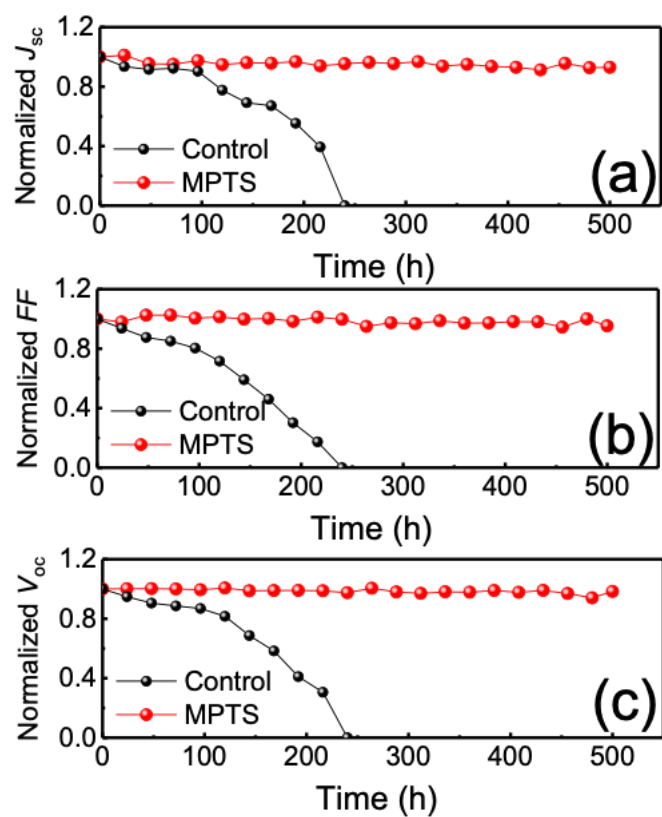 Normalized Jsc
1.2
0.8
0.4
0.0
Control
MPTS
(a)
0 100 200 300 400 500
Time (h)
Normalized FF
1.2
0.8
0.4
0.0
Control
MPTS
(b)
0 100 200 300 400 500
Time (h)
Normalized Voc
1.2
0.8
0.4
0.0
Control
MPTS
(c)
0 100 200 300 400 500
Time (h)